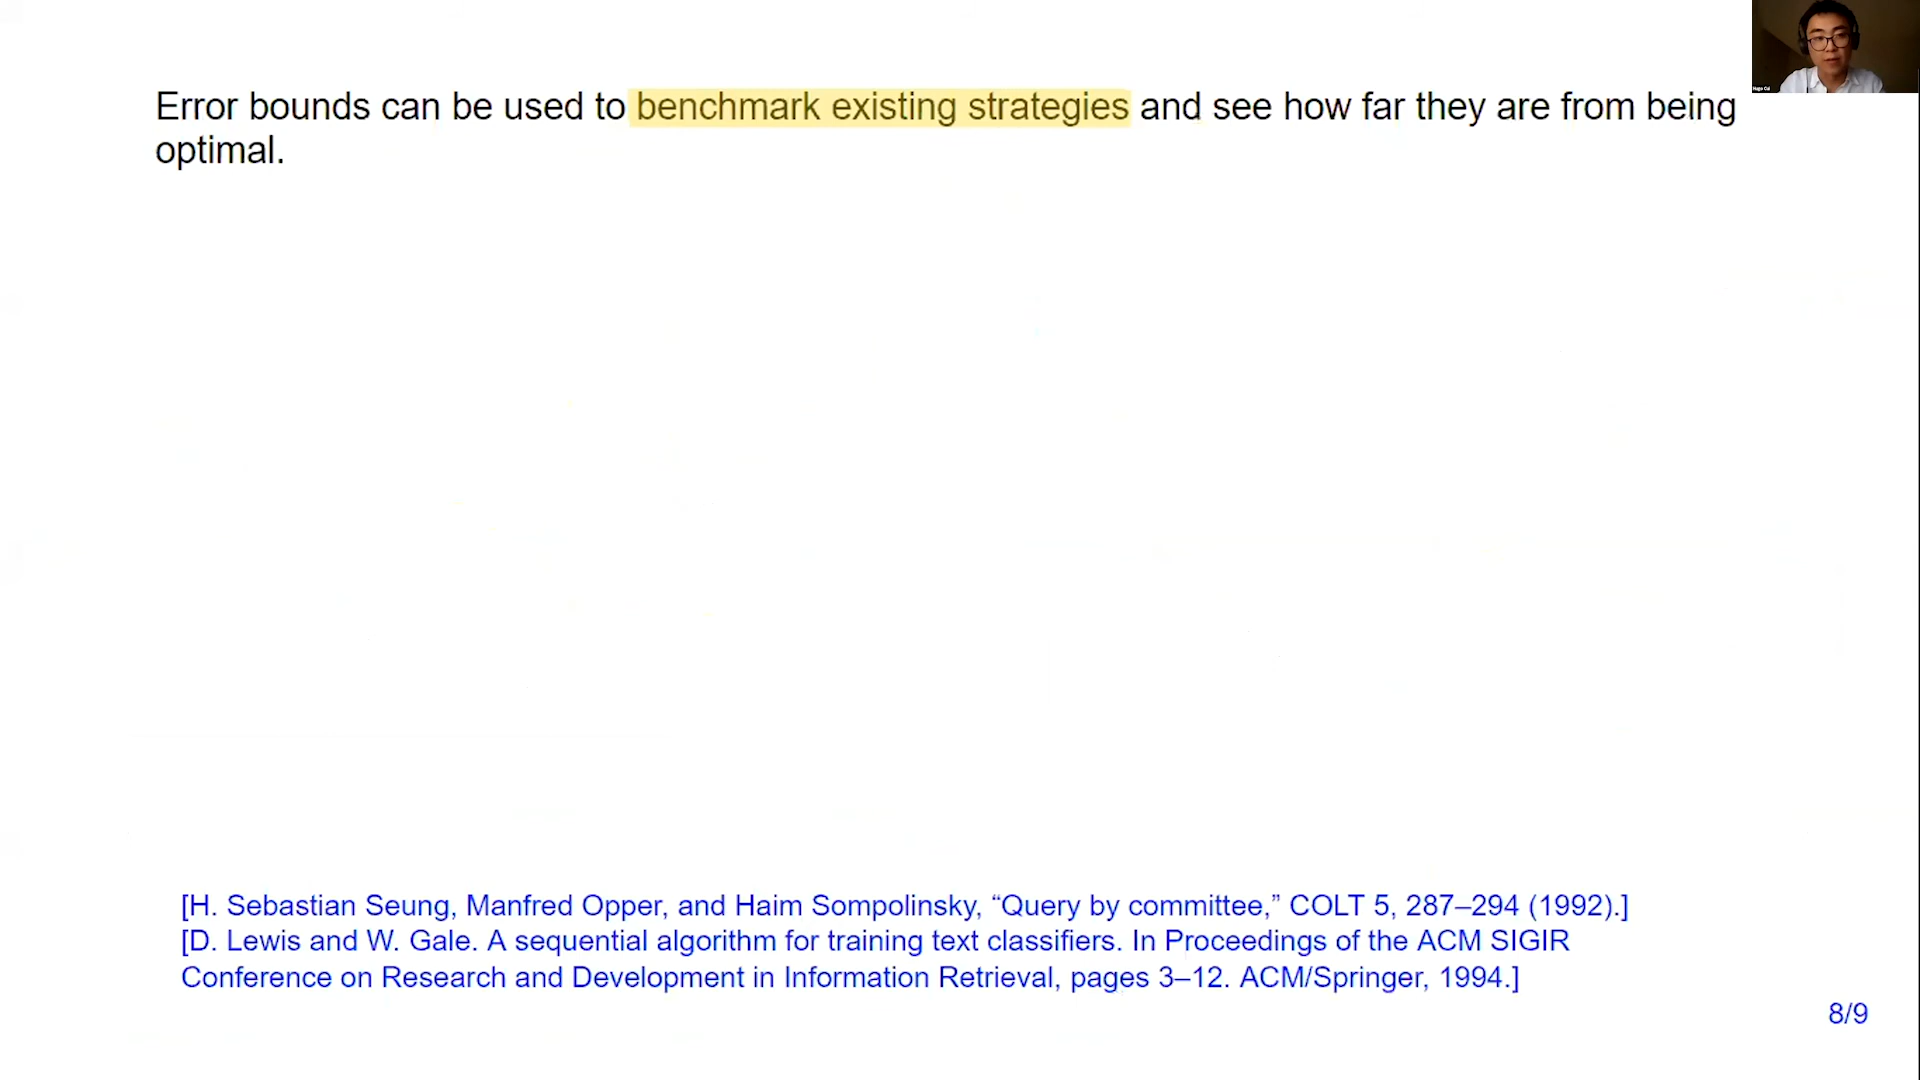 Error bounds can be used to benchmark existing strategies and see how far they are from being
optimal.
[H. Sebastian Seung, Manfred Opper, and Haim Sompolinsky, “Query by committee,” COLT 5, 287–294 (1992).]
[D. Lewis and W. Gale. A sequential algorithm for training text classifiers. In Proceedings of the ACM SIGIR
Conference on Research and Development in Information Retrieval, pages 3–12. ACM/Springer, 1994.]
8/9
Hugo Cui